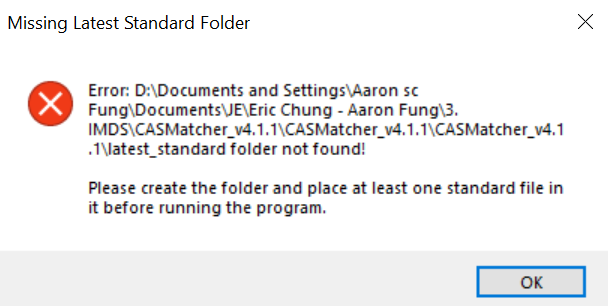 Missing Latest Standard Folder
Error: D:\Documents and Settings\Aaron sc
Fung\Documents\JE\Eric Chung - Aaron Fung\3.
IMDS\CASMatcher_v4.1.1\CASMatcher_v4.1.1\CASMatcher_v4.1
.1\latest_standard folder not found!
Please create the folder and place at least one standard file in
it before running the program.
OK